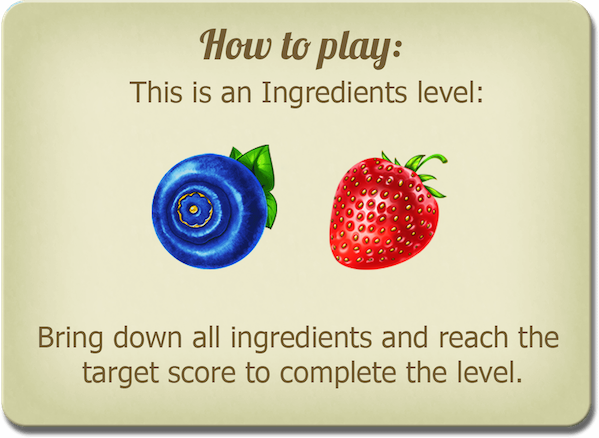 How to play:
This is an Ingredients level:
Bring down all ingredients and reach the
target score to complete the level.